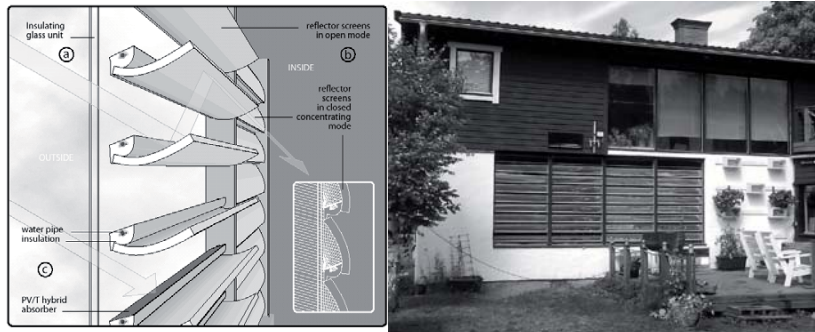 Insulating
glass unit
a
reflector screens
in open mode
b
INSIDE
reflector
screens
in closed
concentrating
mode
OUTSIDE
water pipe
insulation
c
PV/T hybrid
absorber